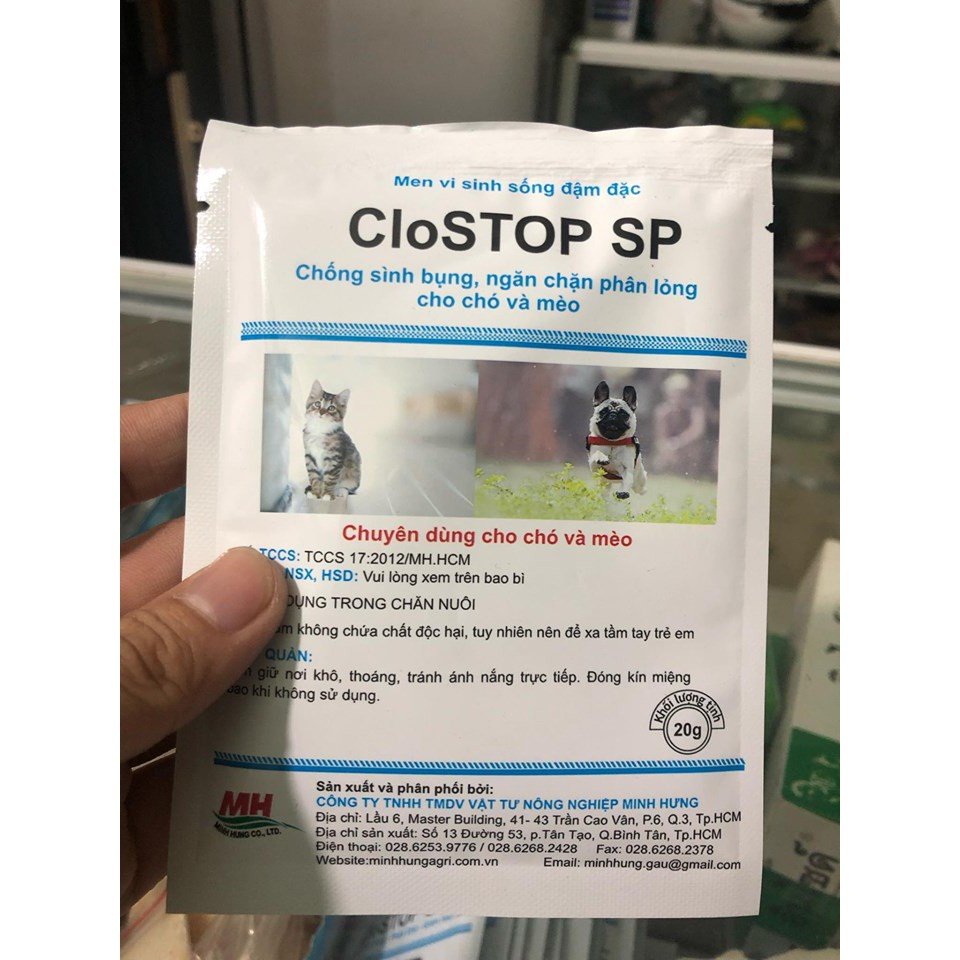 Men vi sinh sống đậm đặc
CloSTOP SP
Chống sình bụng, ngăn chặn phân lỏng
cho chó và mèo
Chuyên dùng cho chó và mèo
TCCS: TCCS 17:2012/MH.HCM
NSX, HSD: Vui lòng xem trên bao bì
DỤNG TRONG CHĂN NUÔI
không chứa chất độc hại, tuy nhiên nên để xa tầm tay trẻ em
QUẢN:
giữ nơi khô, thoáng, tránh ánh nắng trực tiếp. Đóng kín miệng
bao khi không sử dụng.
Khối lượng tịnh
20g
MH
MINH HUNG CO., LTD.
Sản xuất và phân phối bởi:
CÔNG TY TNHH TMDV VẬT TƯ NÔNG NGHIỆP MINH HƯNG
Địa chỉ: Lầu 6, Master Building, 41- 43 Trần Cao Vân, P.6, Q.3, Tp.HCM
Địa chỉ sản xuất: Số 13 Đường 53, p.Tân Tạo, Q.Bình Tân, Tp.HCM
Điện thoại: 028.6253.9776 / 028.6268.2428 Fax: 028.6268.2378
Website:minhhungagri.com.vn Email: minhhung.gau@gmail.com